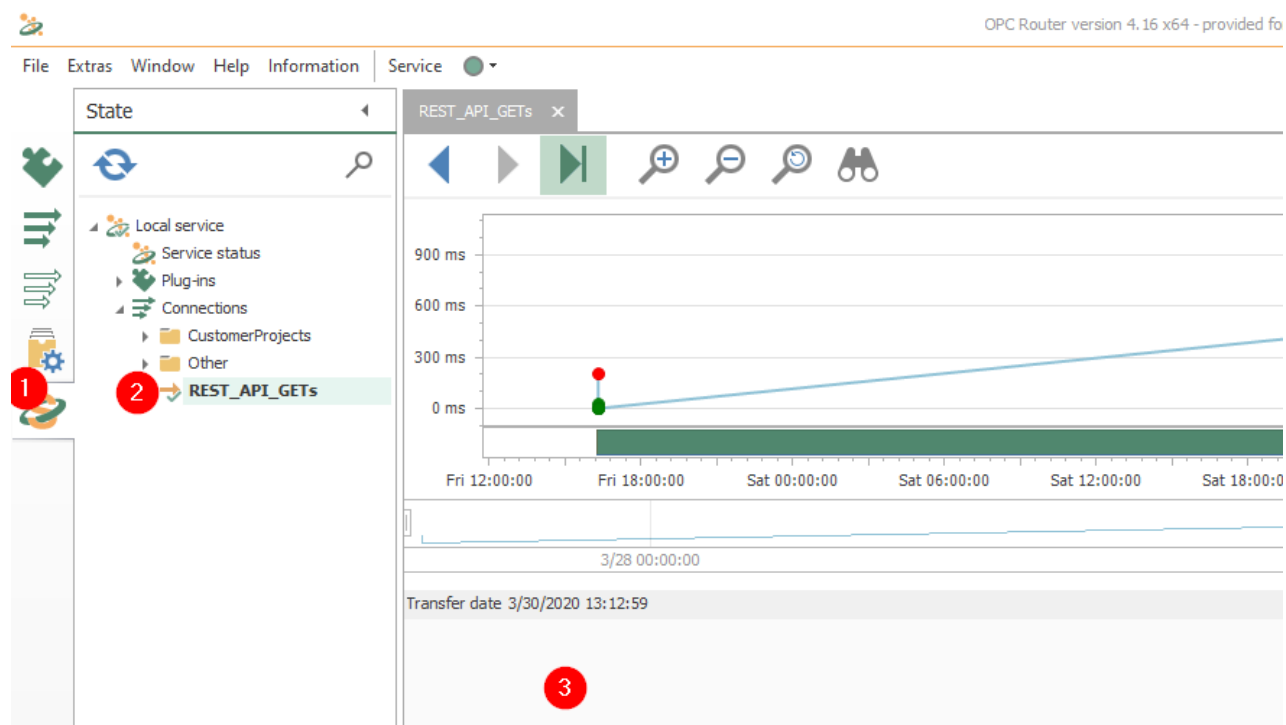 OPC Router version 4.16 x64 - provided for
File Extras Window Help Information Service
State
REST_API_GETs
Local service
Service status
Plug-ins
Connections
CustomerProjects
Other
1
2
REST_API_GETs
900 ms
600 ms
300 ms
0 ms
Fri 12:00:00 Fri 18:00:00 Sat 00:00:00 Sat 06:00:00 Sat 12:00:00 Sat 18:00:0
3/28 00:00:00
Transfer date 3/30/2020 13:12:59
3